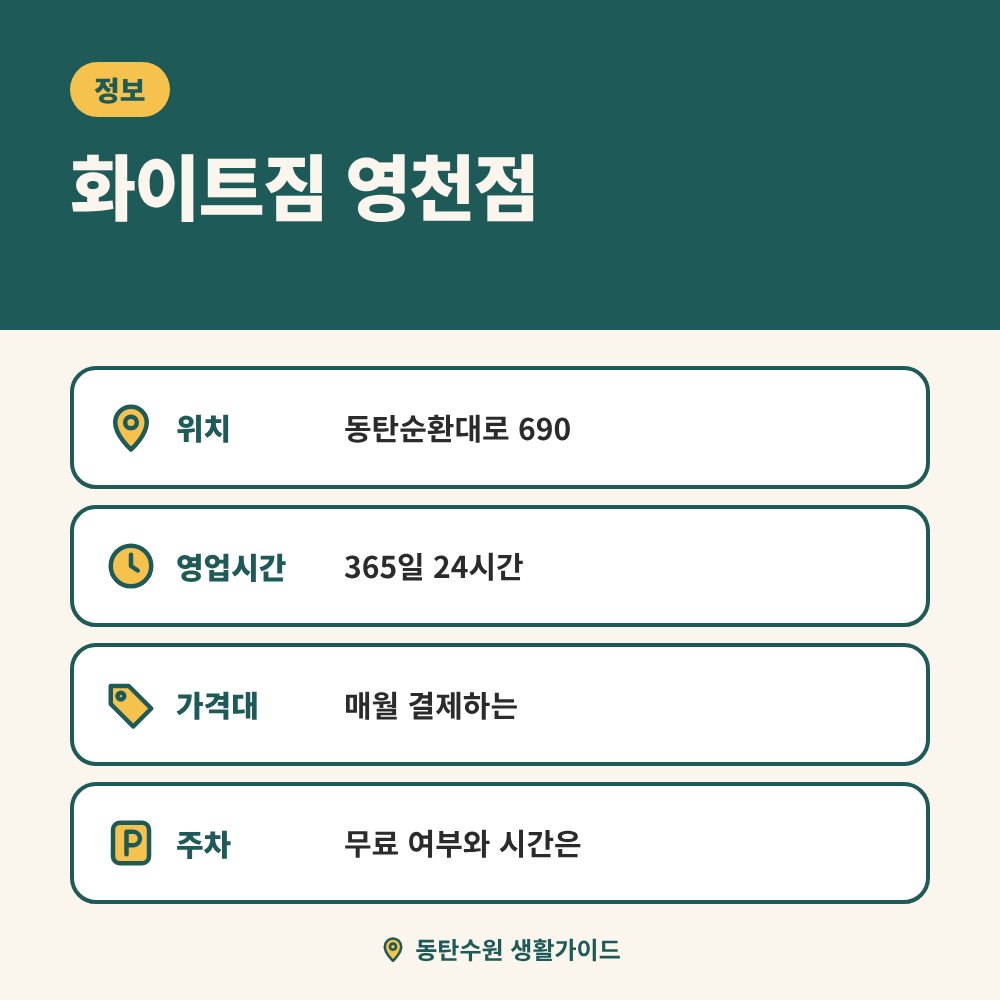 정보
화이트짐 영천점
위치 동탄순환대로 690
영업시간 365일 24시간
가격대 매월 결제하는
P 주차 무료 여부와 시간은
동탄수원 생활가이드